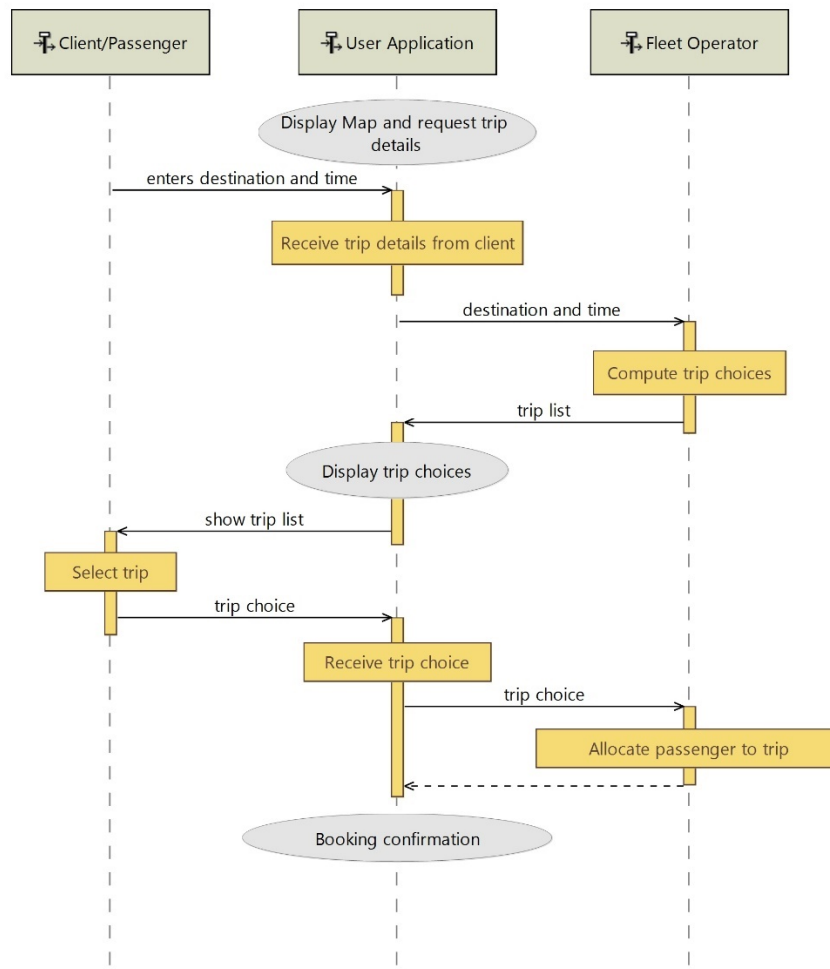 Client/Passenger
User Application
Fleet Operator
Display Map and request trip
details
enters destination and time
Receive trip details from client
destination and time
Compute trip choices
trip list
Display trip choices
show trip list
Select trip
trip choice
Receive trip choice
trip choice
Allocate passenger to trip
Booking confirmation